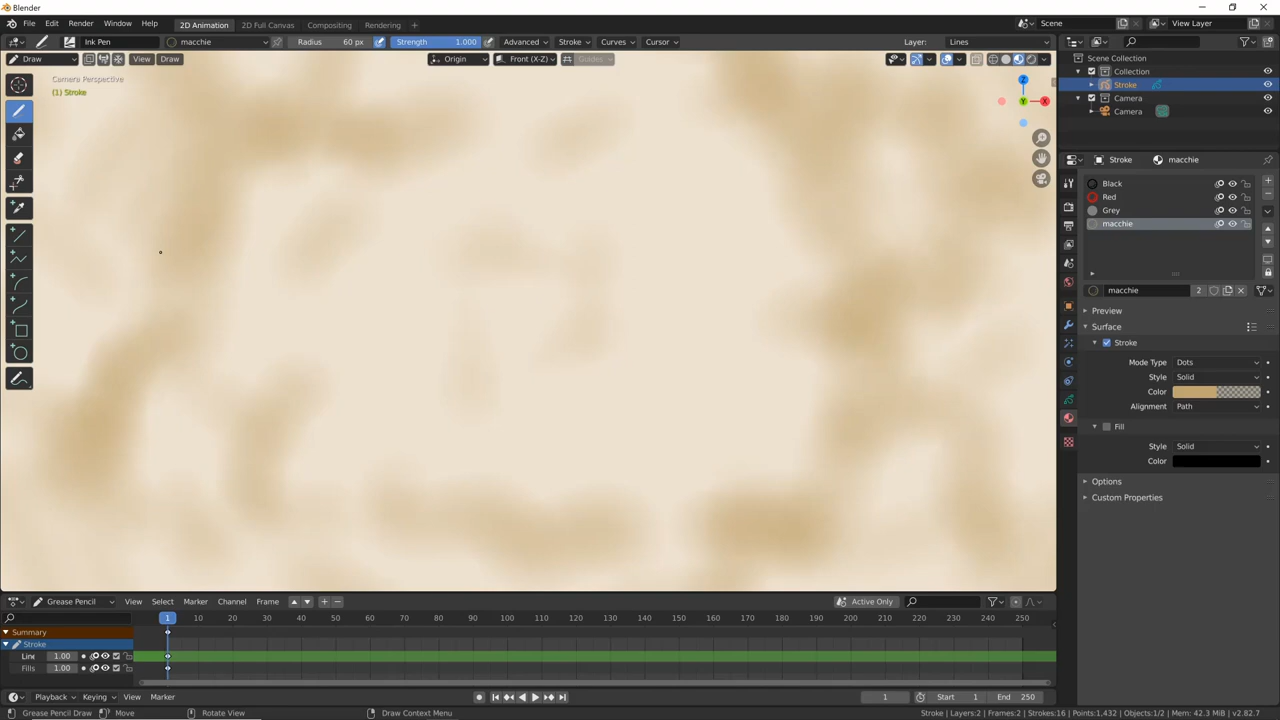 Blender
File Edit Render Window Help 2D Animation 2D Full Canvas Compositing Rendering + Scene View Layer
Ink Pen macchie Radius 60 px Strength 1.000 Advanced Stroke Curves Cursor Layer: Lines
Draw View Draw Origin Front (X-Z) Guides
Camera Perspective
(1) Stroke
Z
Y
X
Scene Collection
Collection
Stroke
Camera
Camera
Stroke macchie
Black
Red
Grey
macchie
macchie 2
Preview
Surface
Stroke
Mode Type Dots
Style Solid
Color
Alignment Path
Fill
Style Solid
Color
Options
Custom Properties
Grease Pencil View Select Marker Channel Frame Active Only
1 10 20 30 40 50 60 70 80 90 100 110 120 130 140 150 160 170 180 190 200 210 220 230 240 250
Summary
Stroke
Line 1.00
Fills 1.00
Playback Keying View Marker 1 Start 1 End 250
Grease Pencil Draw Move Rotate View Draw Context Menu Stroke | Layers:2 | Frames:2 | Strokes:16 | Points:1,432 | Objects:1/2 | Mem: 42.3 MiB | v2.82.7